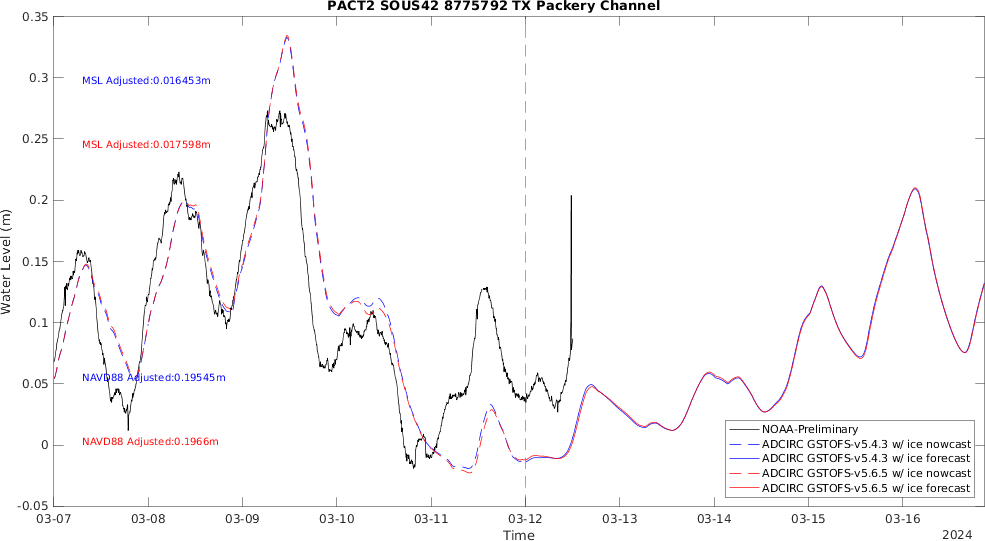 PACT2 SOUS42 8775792 TX Packery Channel
0.35
0.3
0.25
0.2
0.15
0.1
0.05
0
-0.05
Water Level (m)
MSL Adjusted:0.016453m
MSL Adjusted:0.017598m
NAVD88 Adjusted:0.19545m
NAVD88 Adjusted:0.1966m
NOAA-Preliminary
ADCIRC GSTOFS-v5.4.3 w/ ice nowcast
ADCIRC GSTOFS-v5.4.3 w/ ice forecast
ADCIRC GSTOFS-v5.6.5 w/ ice nowcast
ADCIRC GSTOFS-v5.6.5 w/ ice forecast
03-07 03-08 03-09 03-10 03-11 03-12 03-13 03-14 03-15 03-16
Time
2024